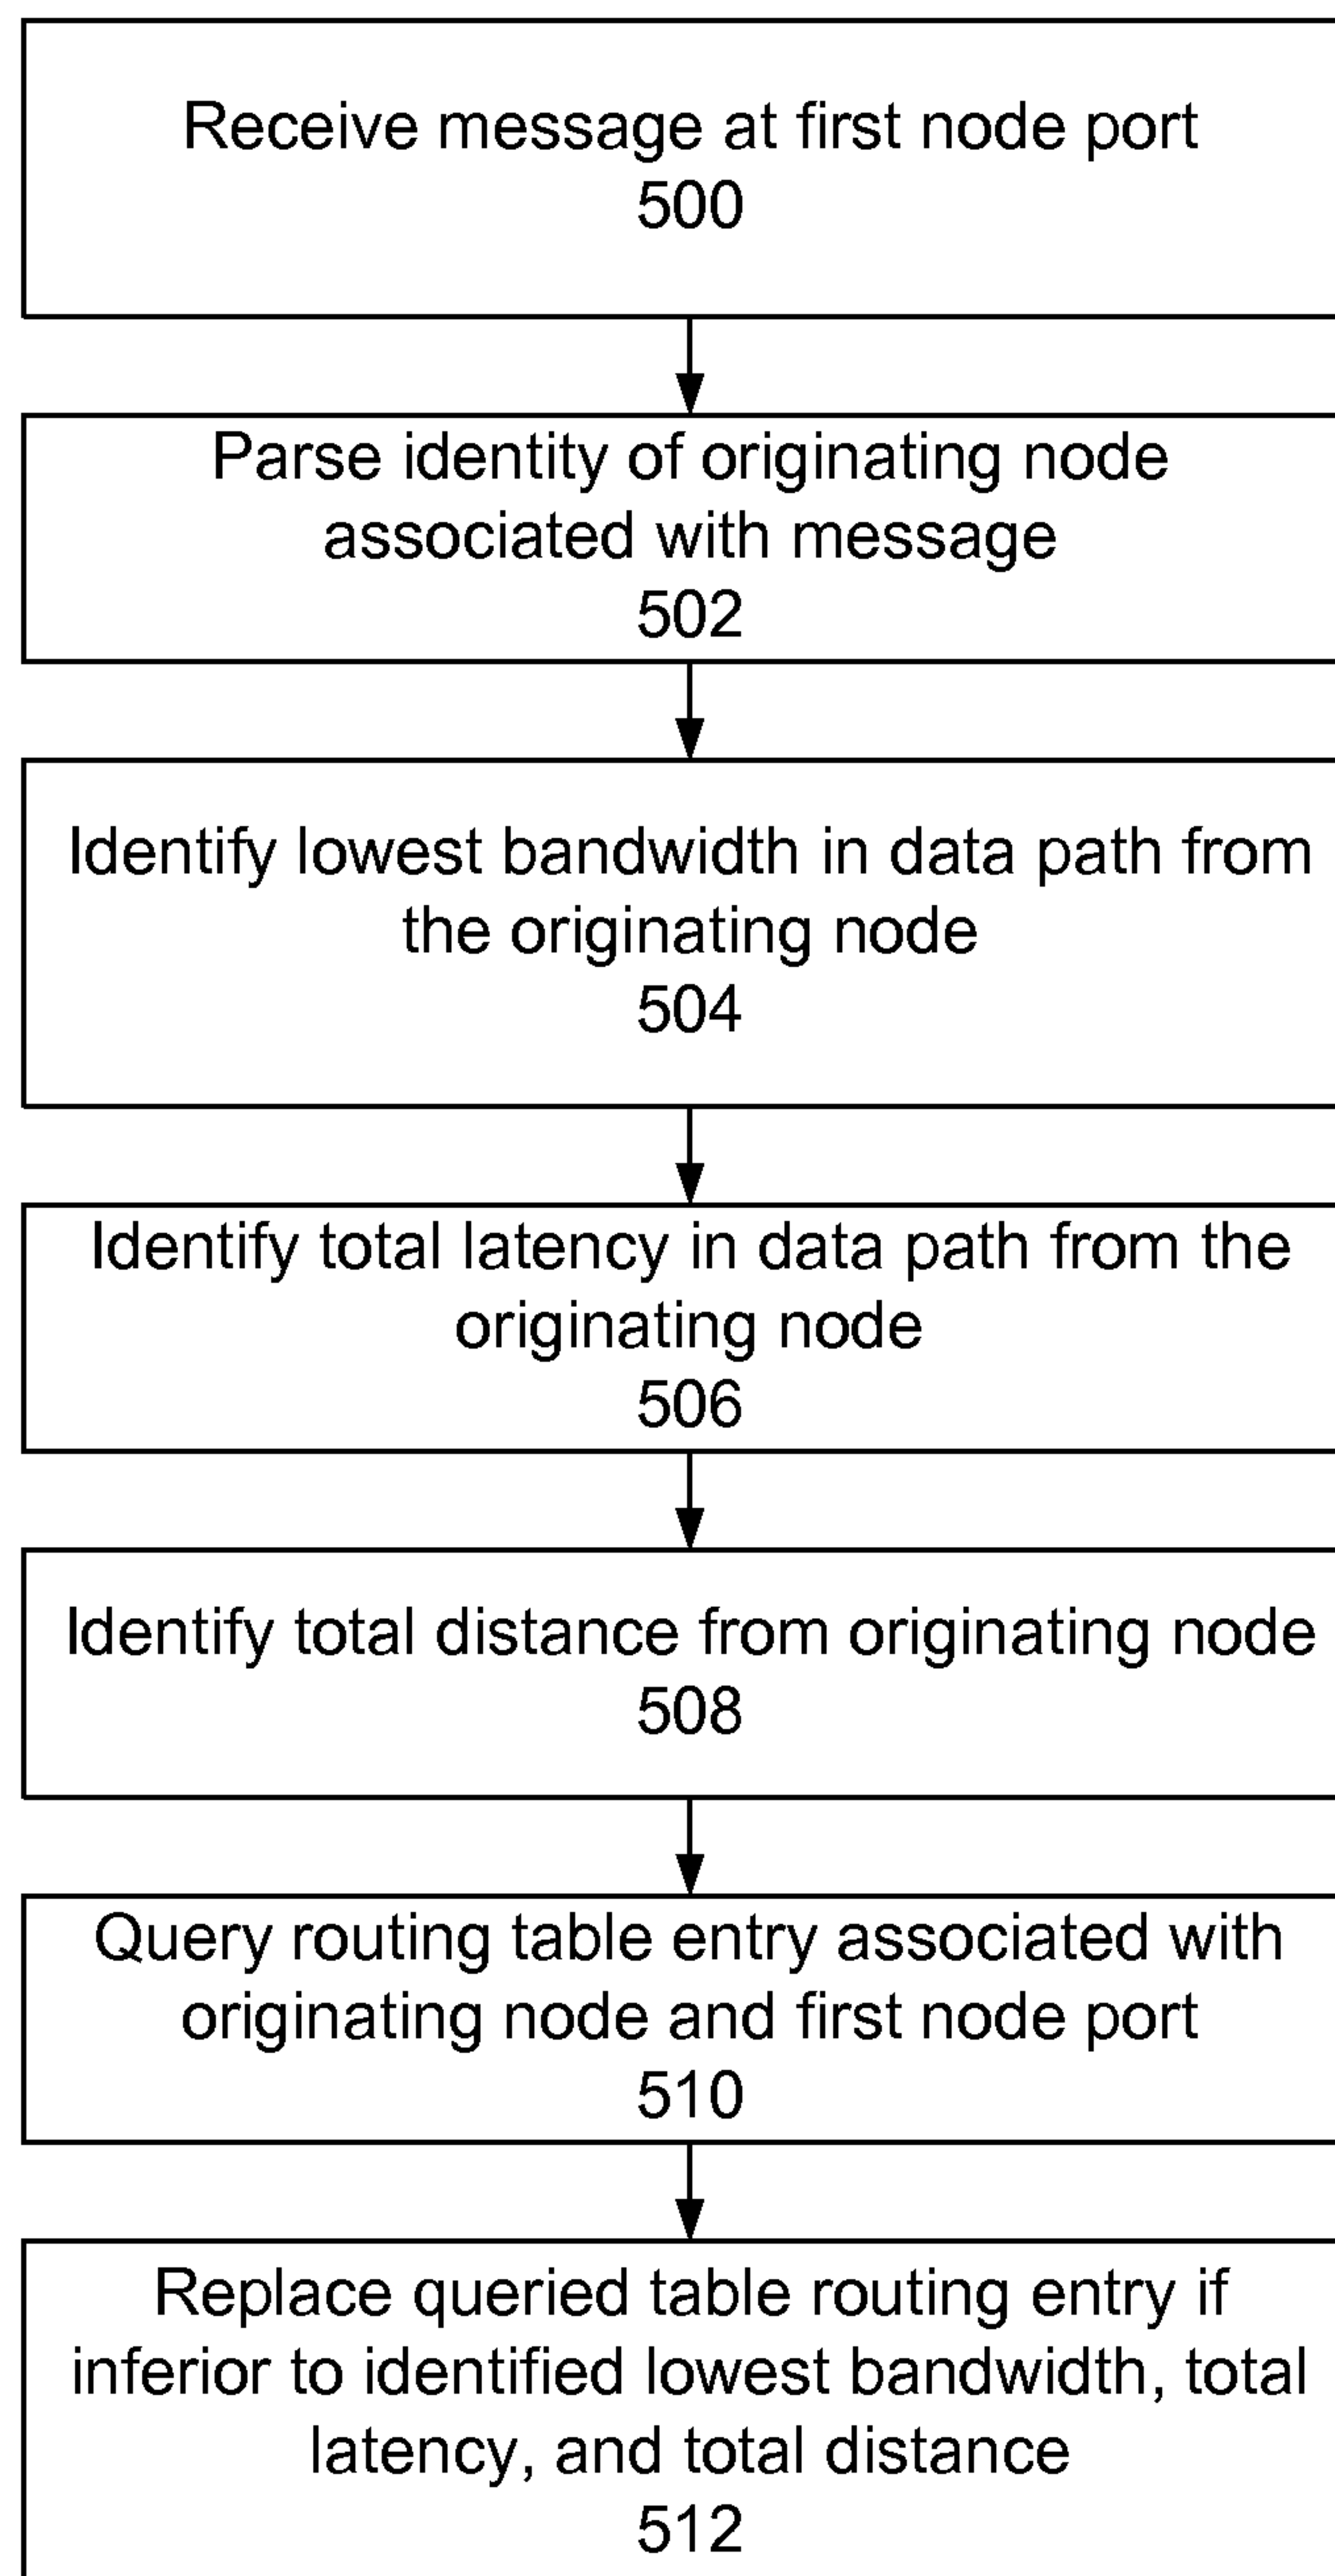 Receive message at first node port
500
Parse identity of originating node
associated with message
502
Identify lowest bandwidth in data path from
the originating node
504
Identify total latency in data path from the
originating node
506
Identify total distance from originating node
508
Query routing table entry associated with
originating node and first node port
510
Replace queried table routing entry if
inferior to identified lowest bandwidth, total
latency, and total distance
512